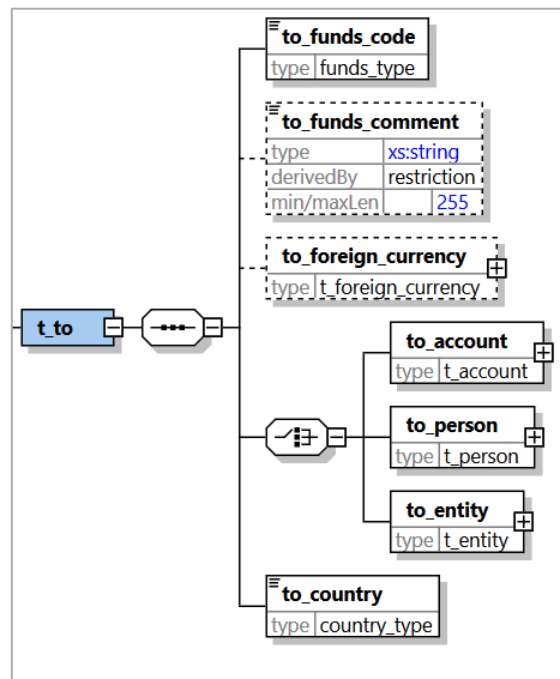 to_funds_code
type funds_type
to_funds_comment
type xs:string
derivedBy restriction
min/maxLen 255
to_foreign_currency
type t_foreign_currency
t_to
to_account
type t_account
to_person
type t_person
to_entity
type t_entity
to_country
type country_type